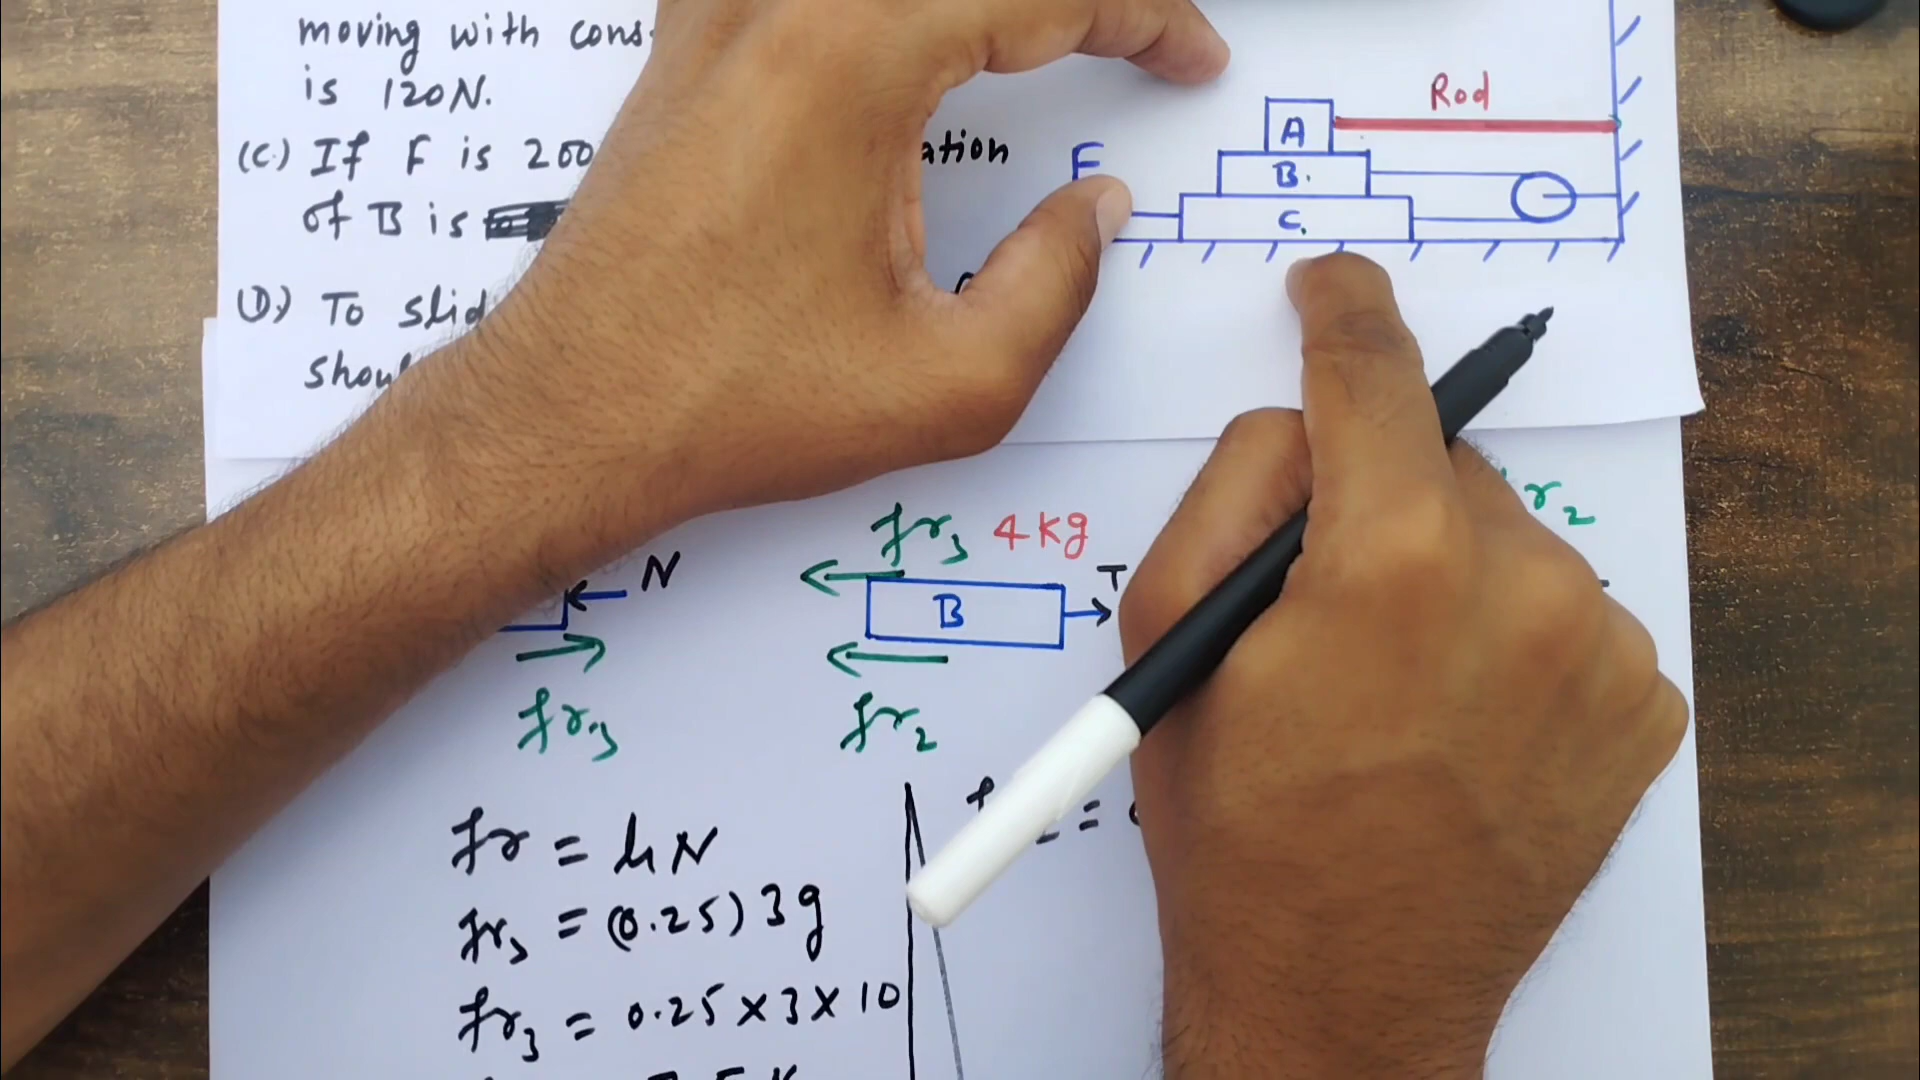 moving with cons
is 120N.
(C.) If F is 200
ation
of B is
(D.) To slid
shou
F
Rod
A
B.
C.
fr3 4kg
N
B
T
r2
fr3
fr2
fr = μN
fr3 = (0.25) 3g
fr3 = 0.25 x 3 x 10